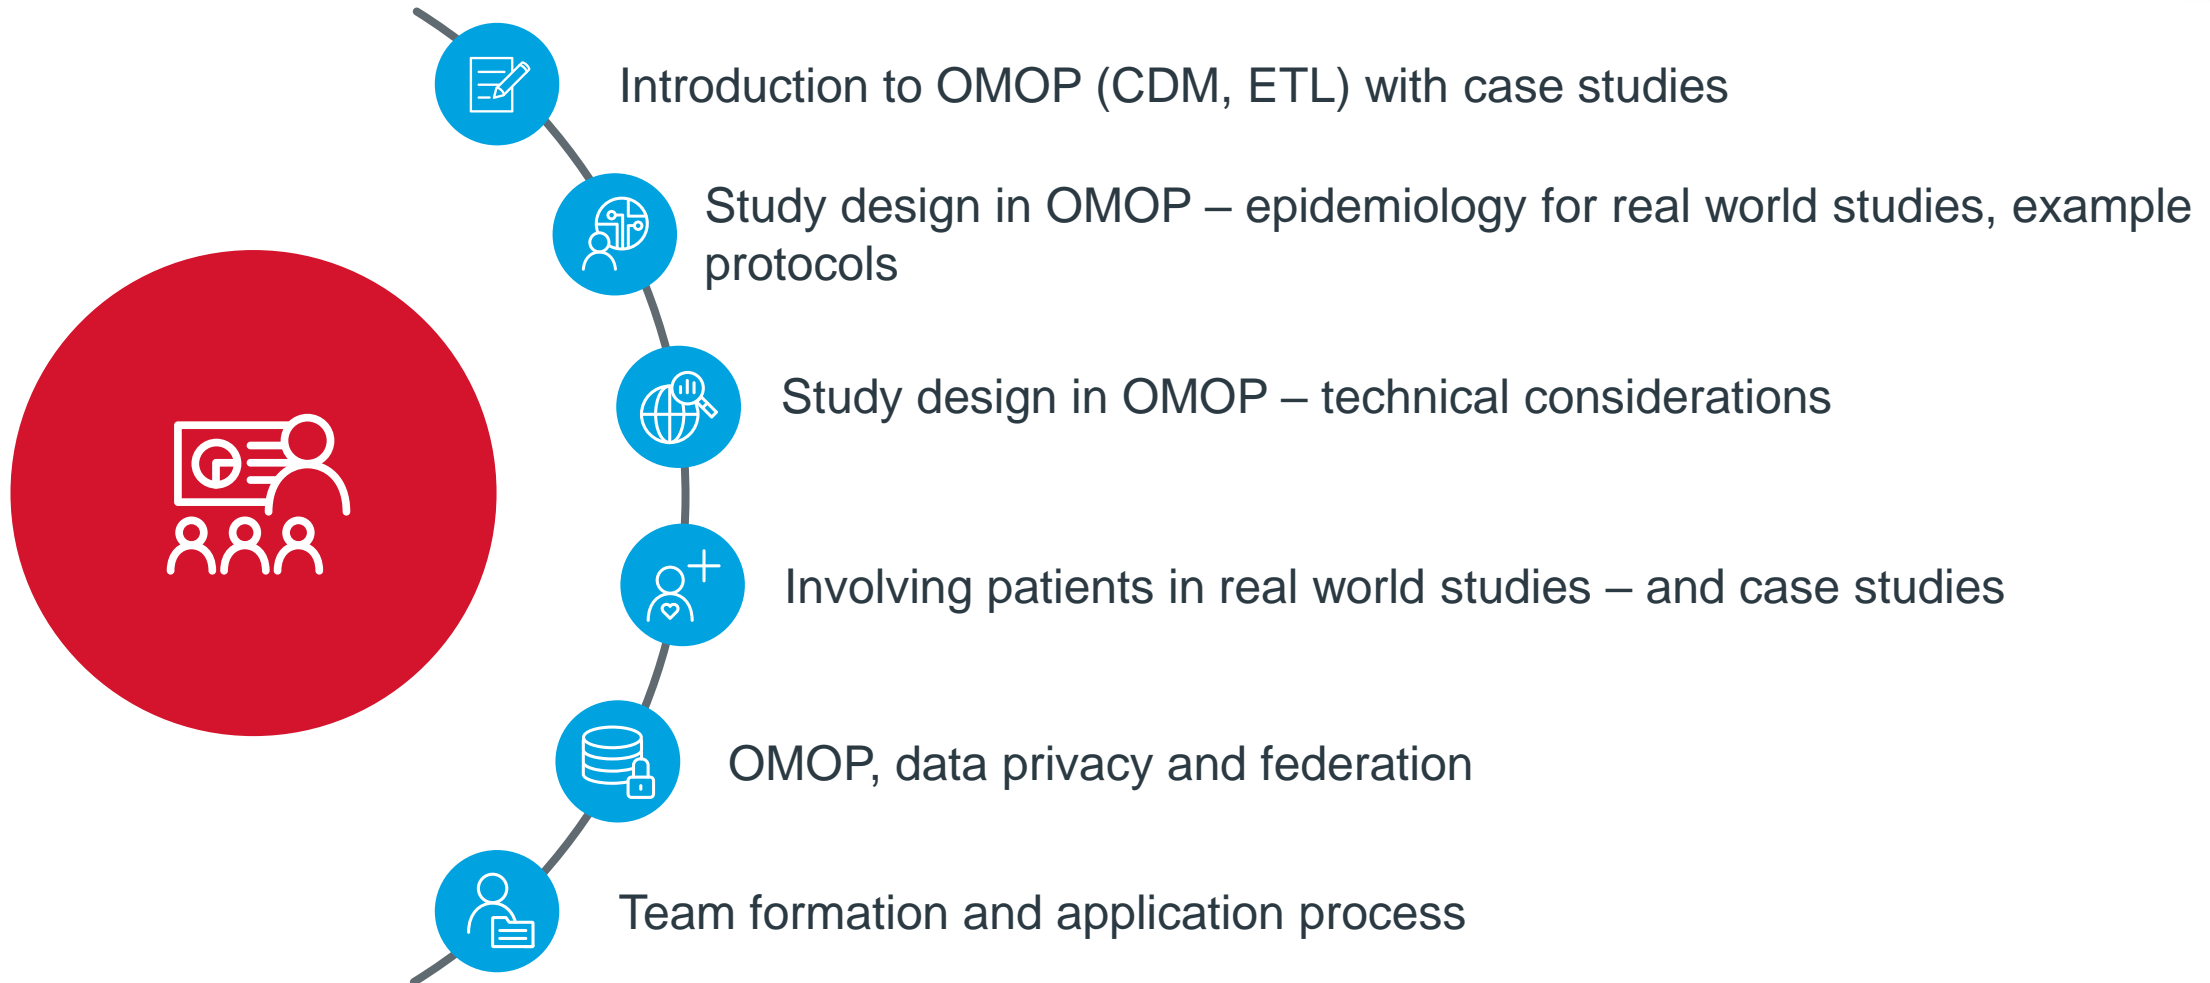 Introduction to OMOP (CDM, ETL) with case studies
Study design in OMOP – epidemiology for real world studies, example
protocols
Study design in OMOP – technical considerations
Involving patients in real world studies – and case studies
OMOP, data privacy and federation
Team formation and application process